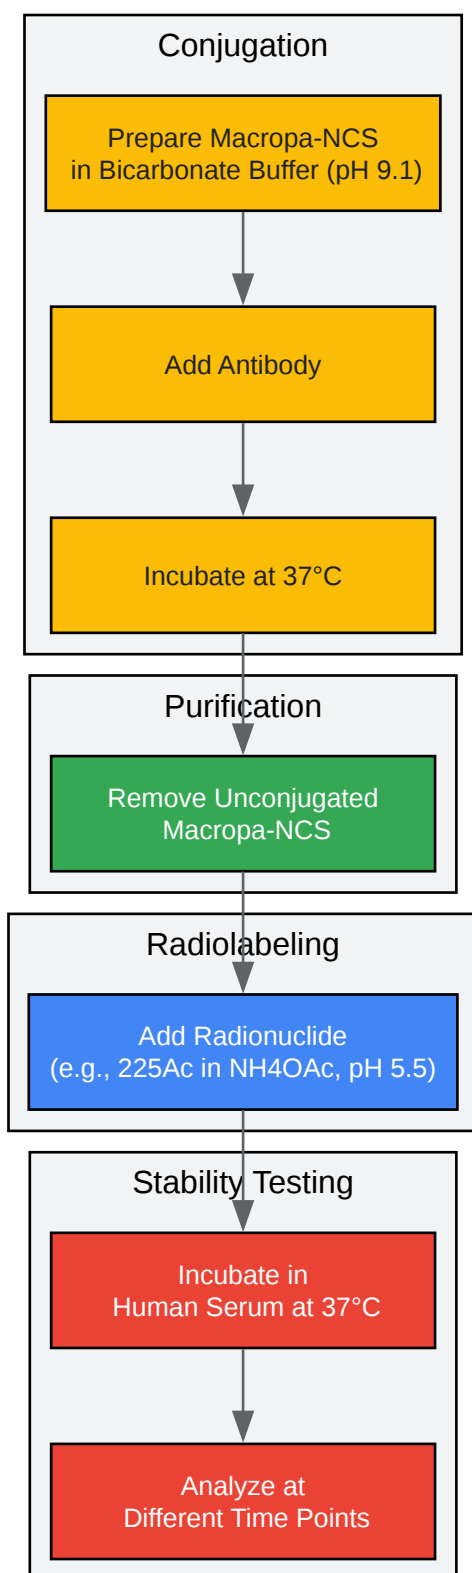 Conjugation
Prepare Macropa-NCS
in Bicarbonate Buffer (pH 9.1)
Add Antibody
Incubate at 37°C
Purification
Remove Unconjugated
Macropa-NCS
Radiolabeling
Add Radionuclide
(e.g., 225Ac in NH4OAc, pH 5.5)
Stability Testing
Incubate in
Human Serum at 37°C
Analyze at
Different Time Points